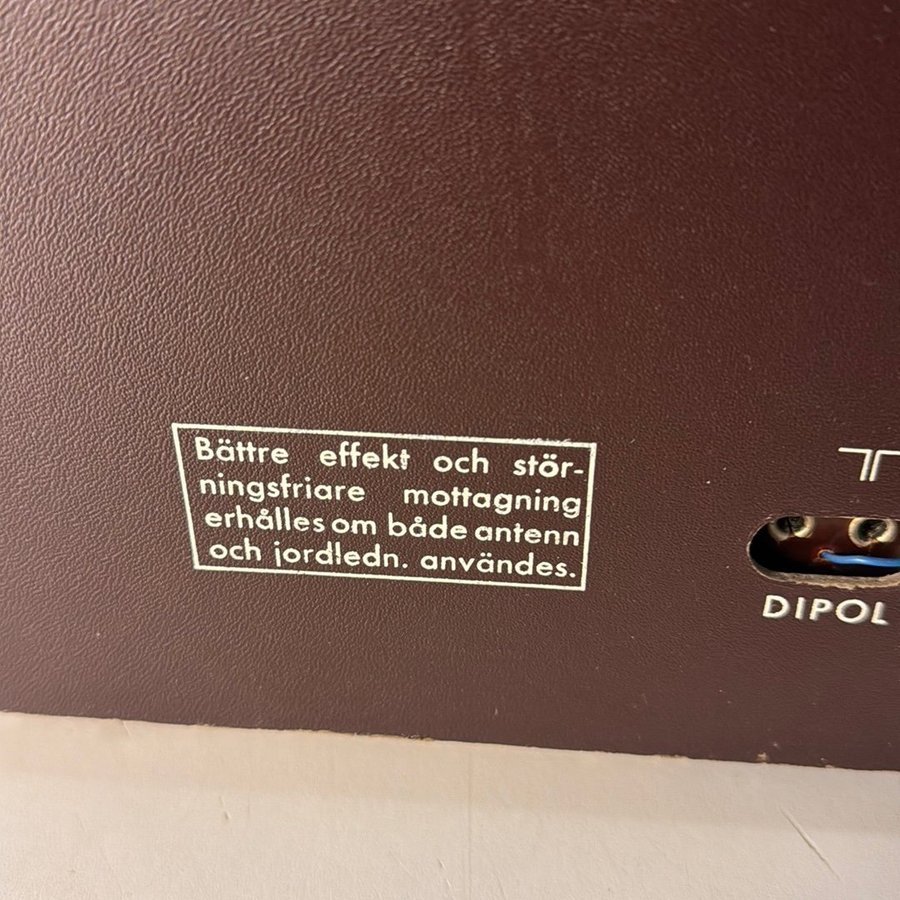 Bättre effekt och stör-
ningsfriare mottagning
erhålles om både antenn
och jordledn. användes.
DIPOL